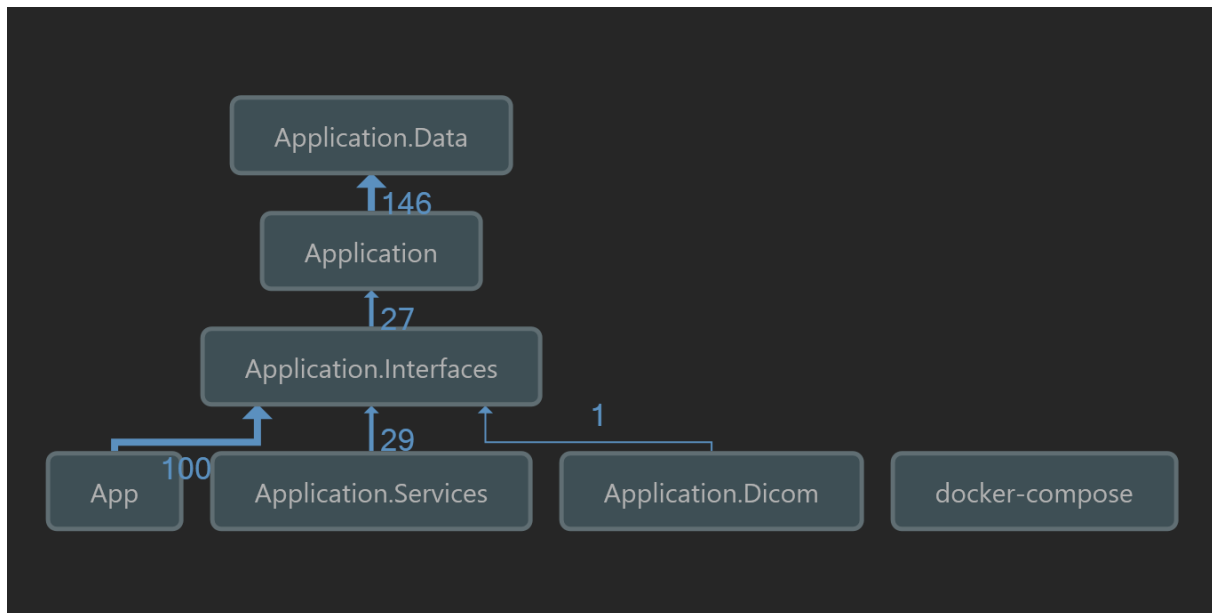 Application.Data
146
Application
27
Application.Interfaces
1
100
29
App
Application.Services
Application.Dicom
docker-compose